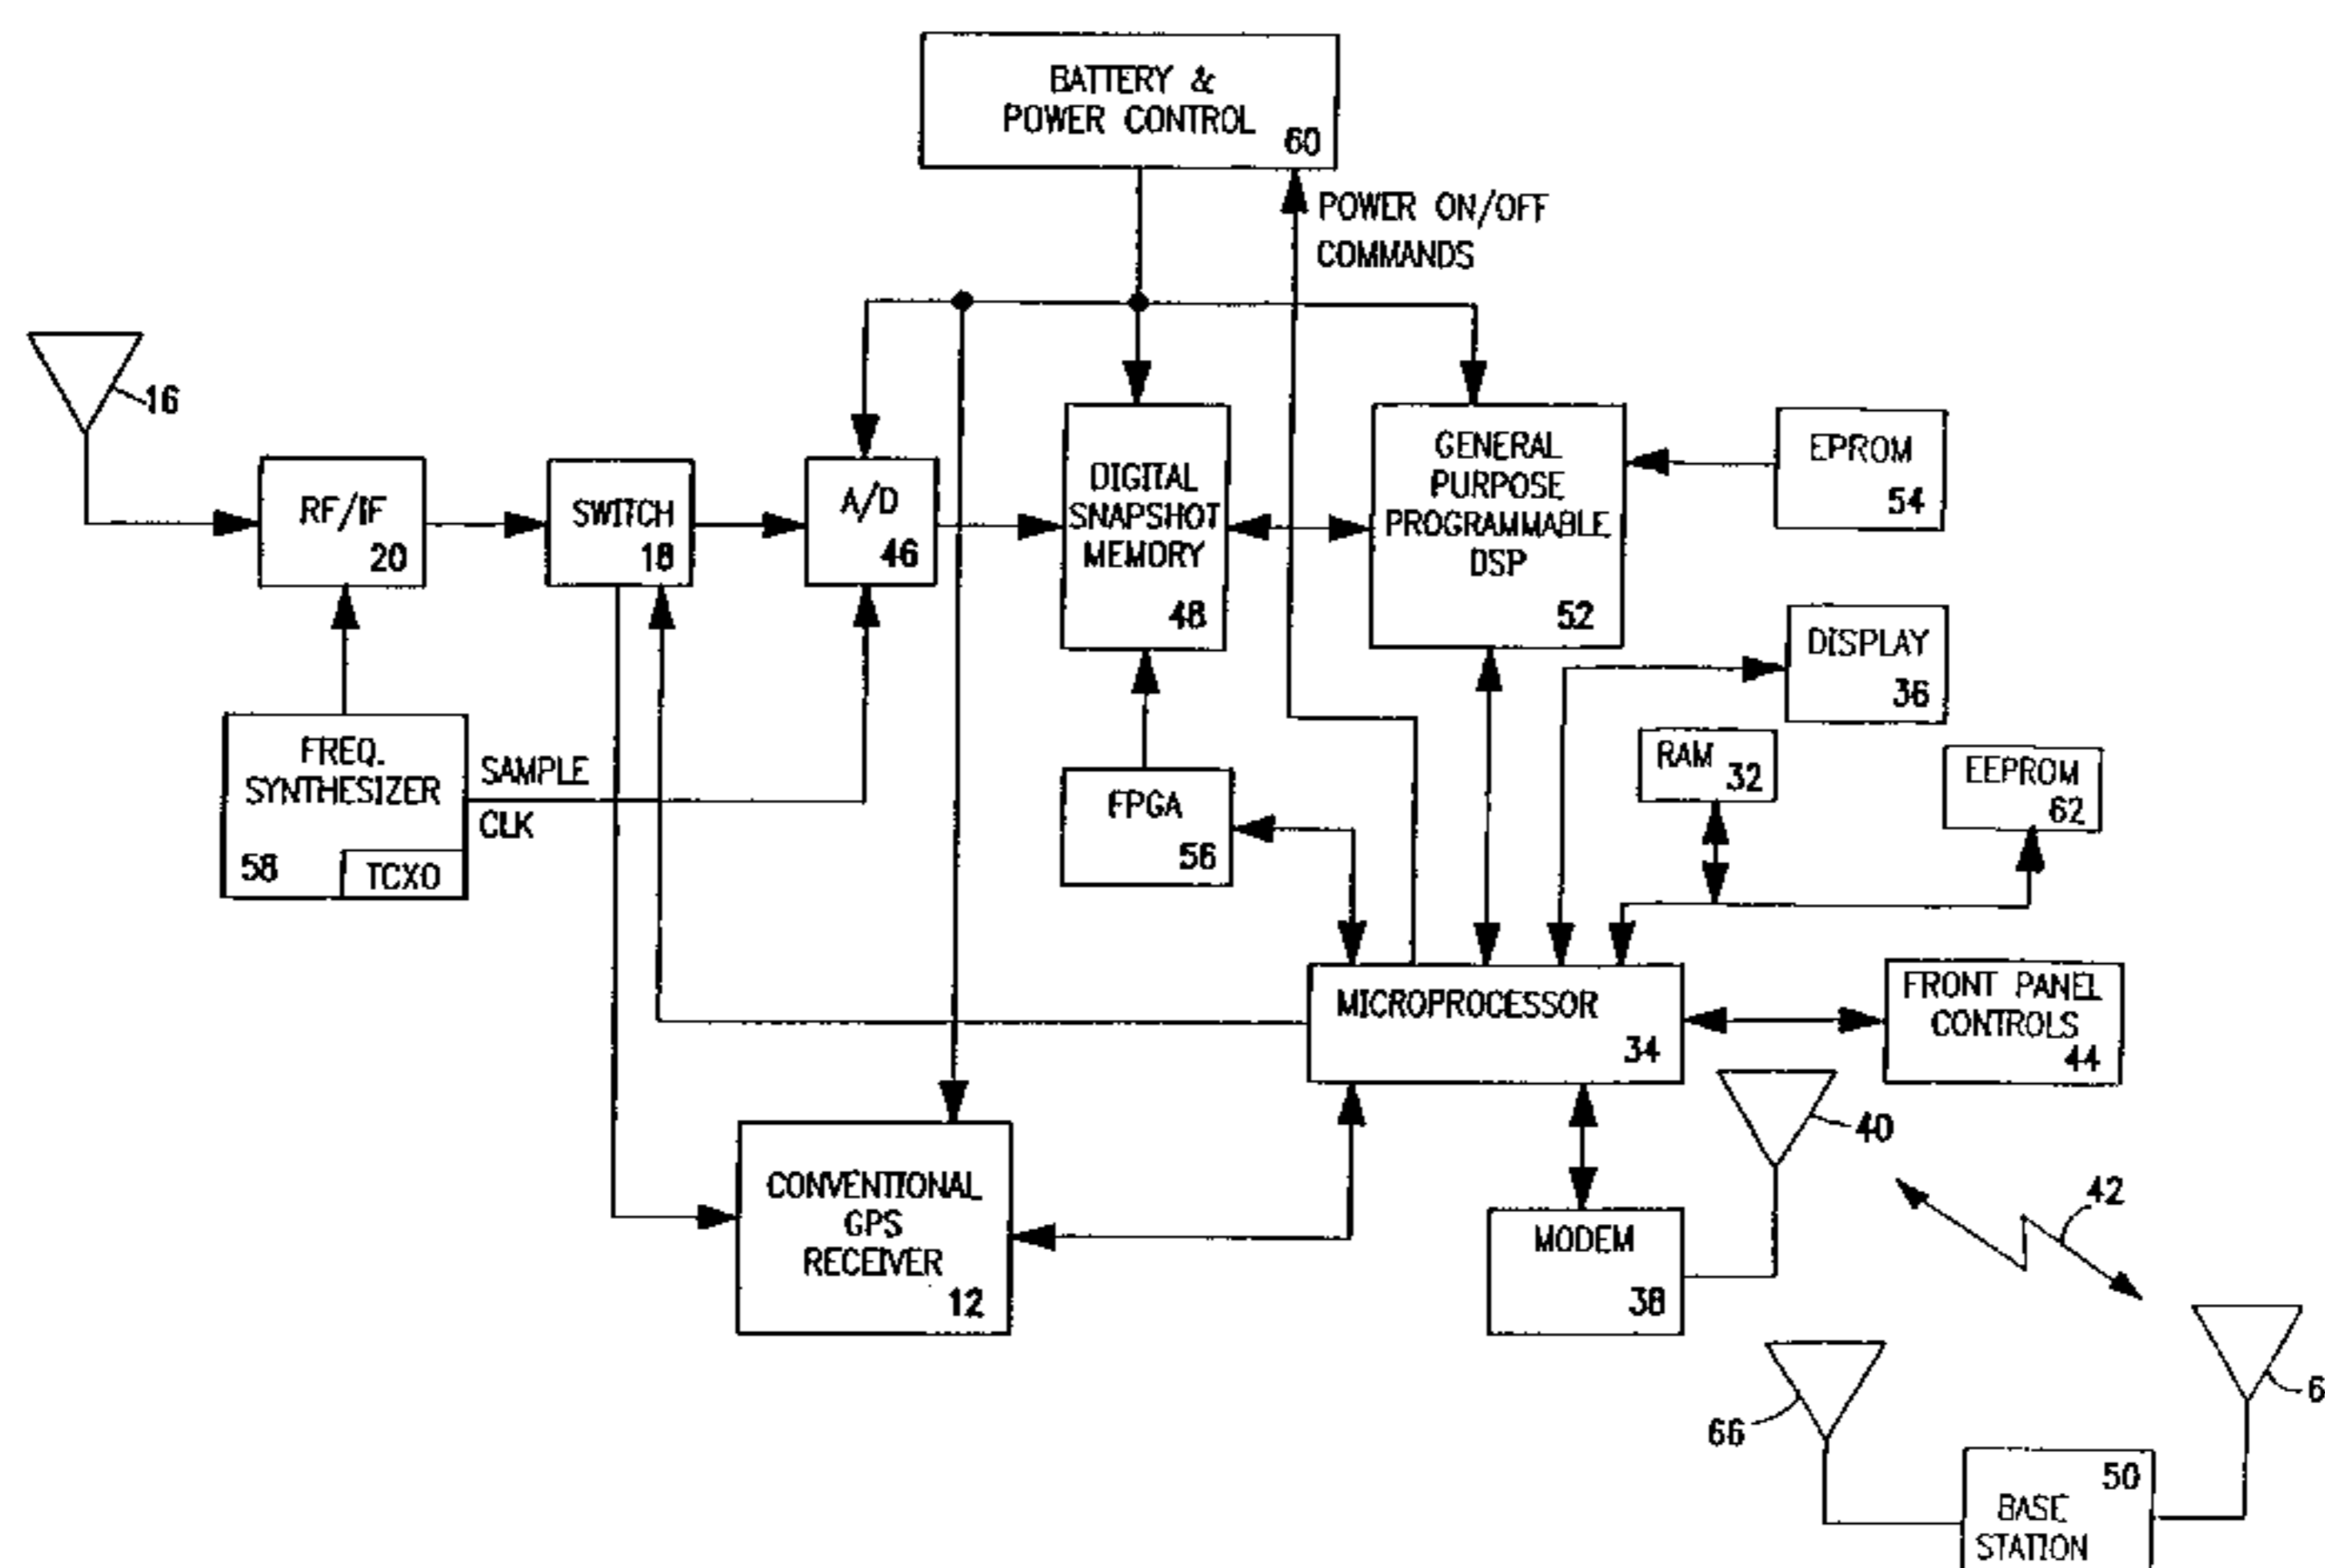 BATTERY &
POWER CONTROL
60
POWER ON/OFF
COMMANDS
16
RF/IF
20
SWITCH
18
A/D
46
DIGITAL
SNAPSHOT
MEMORY
48
GENERAL
PURPOSE
PROGRAMMABLE
DSP
52
EPROM
54
DISPLAY
36
FREQ.
SYNTHESIZER
58
TCXO
SAMPLE
CLK
FPGA
56
RAM
32
EEPROM
62
MICROPROCESSOR
34
FRONT PANEL
CONTROLS
44
40
CONVENTIONAL
GPS
RECEIVER
12
MODEM
38
42
66
6
50
BASE
STATION